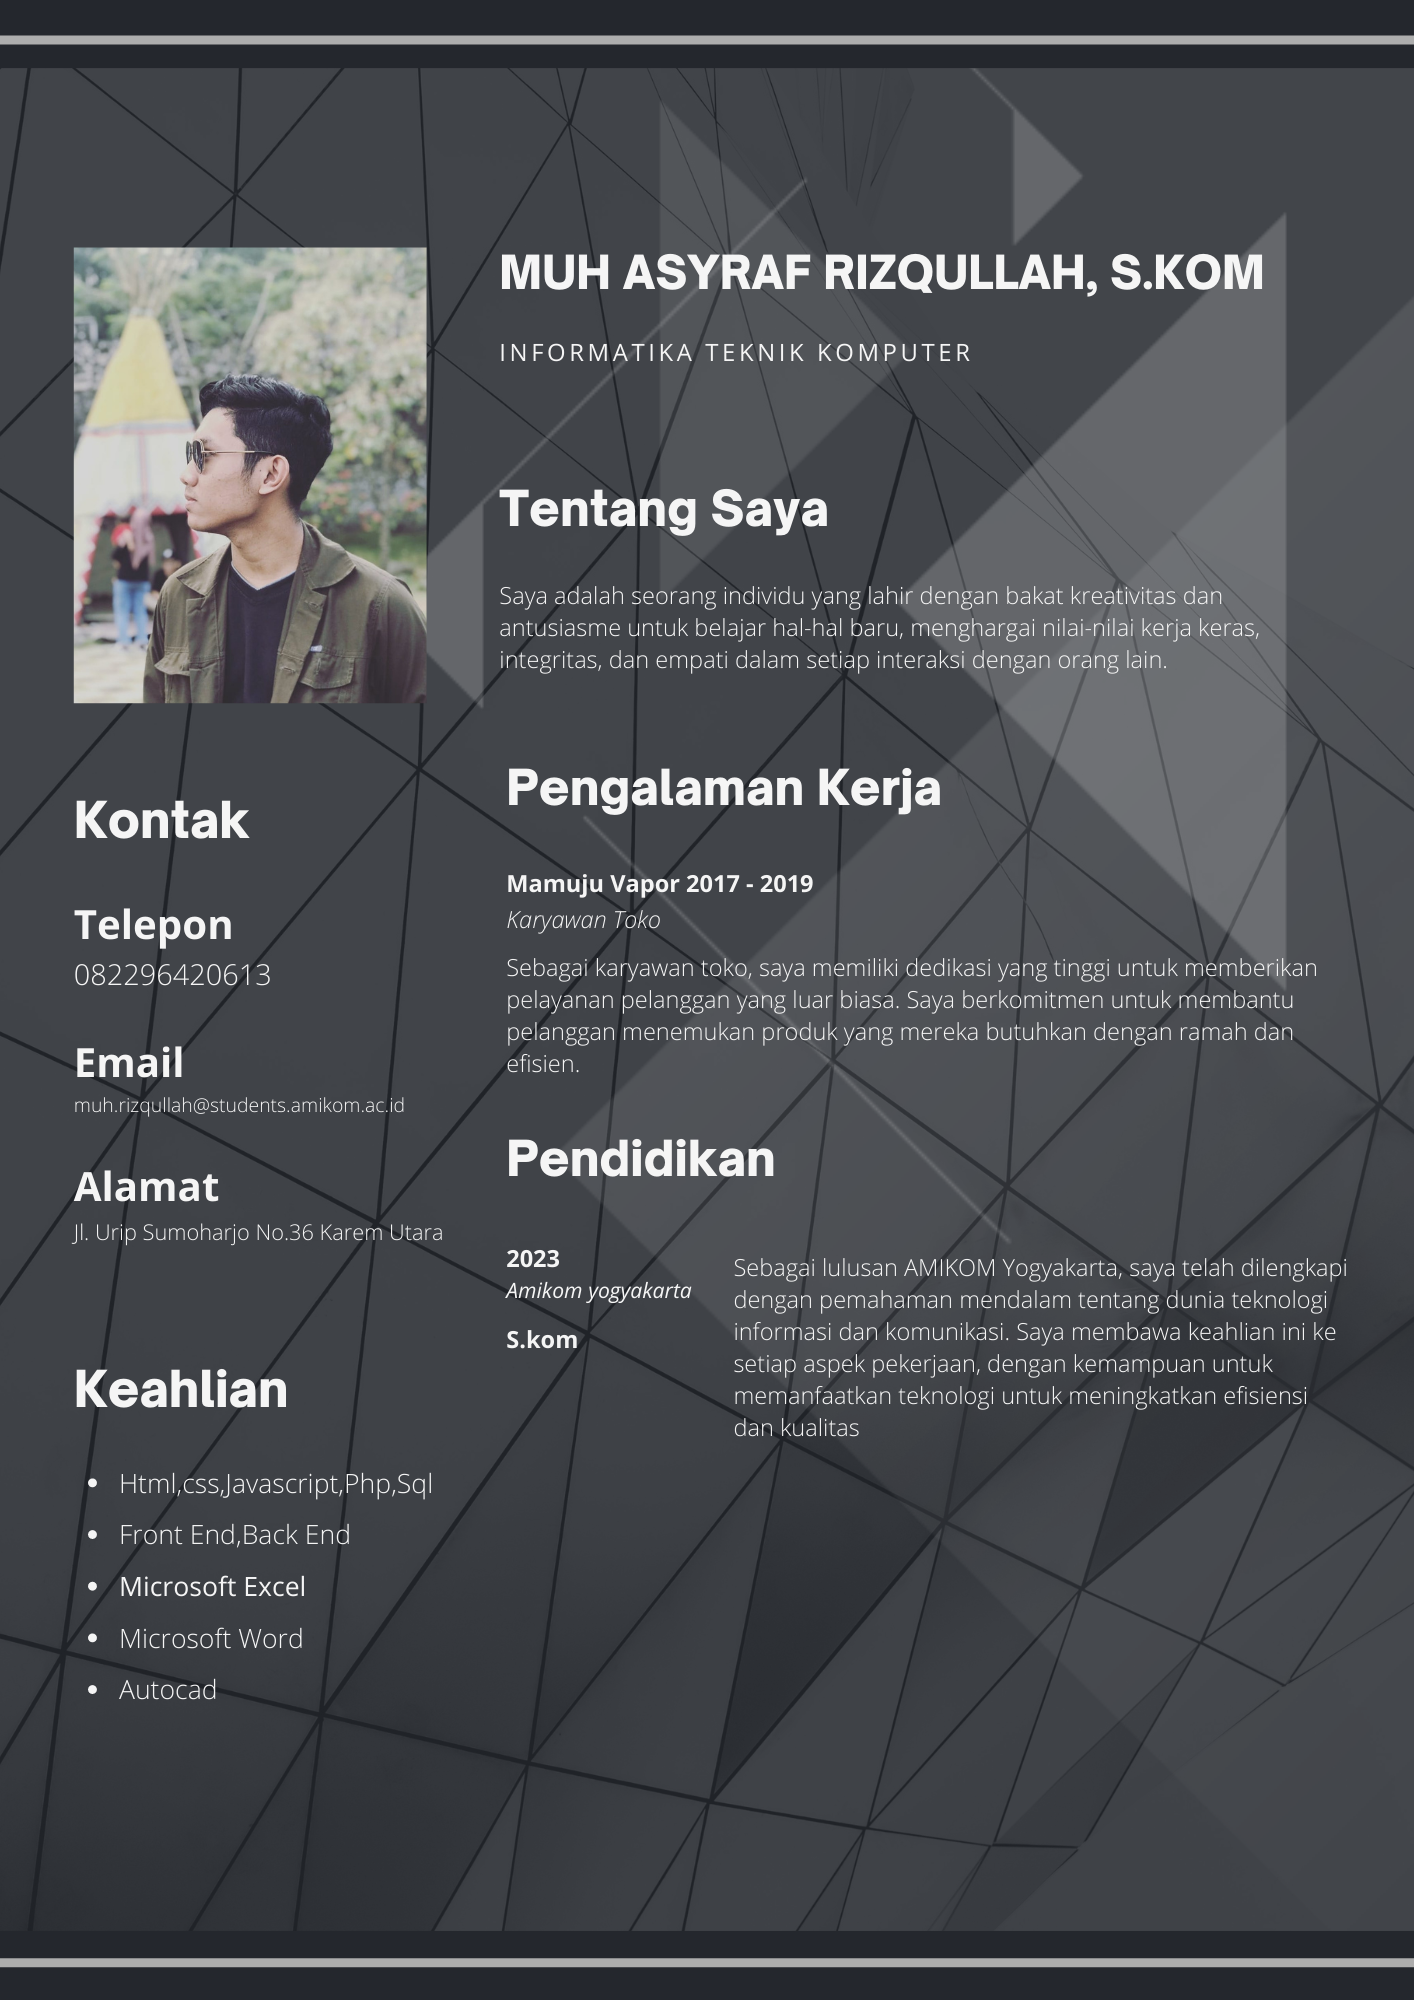 MUH ASYRAF RIZQULLAH, S.KOM
INFORMATIKA TEKNIK KOMPUTER
Tentang Saya
Saya adalah seorang individu yang lahir dengan bakat kreativitas dan
antusiasme untuk belajar hal-hal baru, menghargai nilai-nilai kerja keras,
integritas, dan empati dalam setiap interaksi dengan orang lain.
Pengalaman Kerja
Mamuju Vapor 2017 - 2019
Karyawan Toko
Sebagai karyawan toko, saya memiliki dedikasi yang tinggi untuk memberikan
pelayanan pelanggan yang luar biasa. Saya berkomitmen untuk membantu
pelanggan menemukan produk yang mereka butuhkan dengan ramah dan
efisien.
Pendidikan
2023
Amikom yogyakarta
S.kom
Sebagai lulusan AMIKOM Yogyakarta, saya telah dilengkapi
dengan pemahaman mendalam tentang dunia teknologi
informasi dan komunikasi. Saya membawa keahlian ini ke
setiap aspek pekerjaan, dengan kemampuan untuk
memanfaatkan teknologi untuk meningkatkan efisiensi
dan kualitas
Kontak
Telepon
082296420613
Email
muh.rizqullah@students.amikom.ac.id
Alamat
Jl. Urip Sumoharjo No.36 Karem Utara
Keahlian
• Html,css,Javascript,Php,Sql
• Front End,Back End
• Microsoft Excel
• Microsoft Word
• Autocad